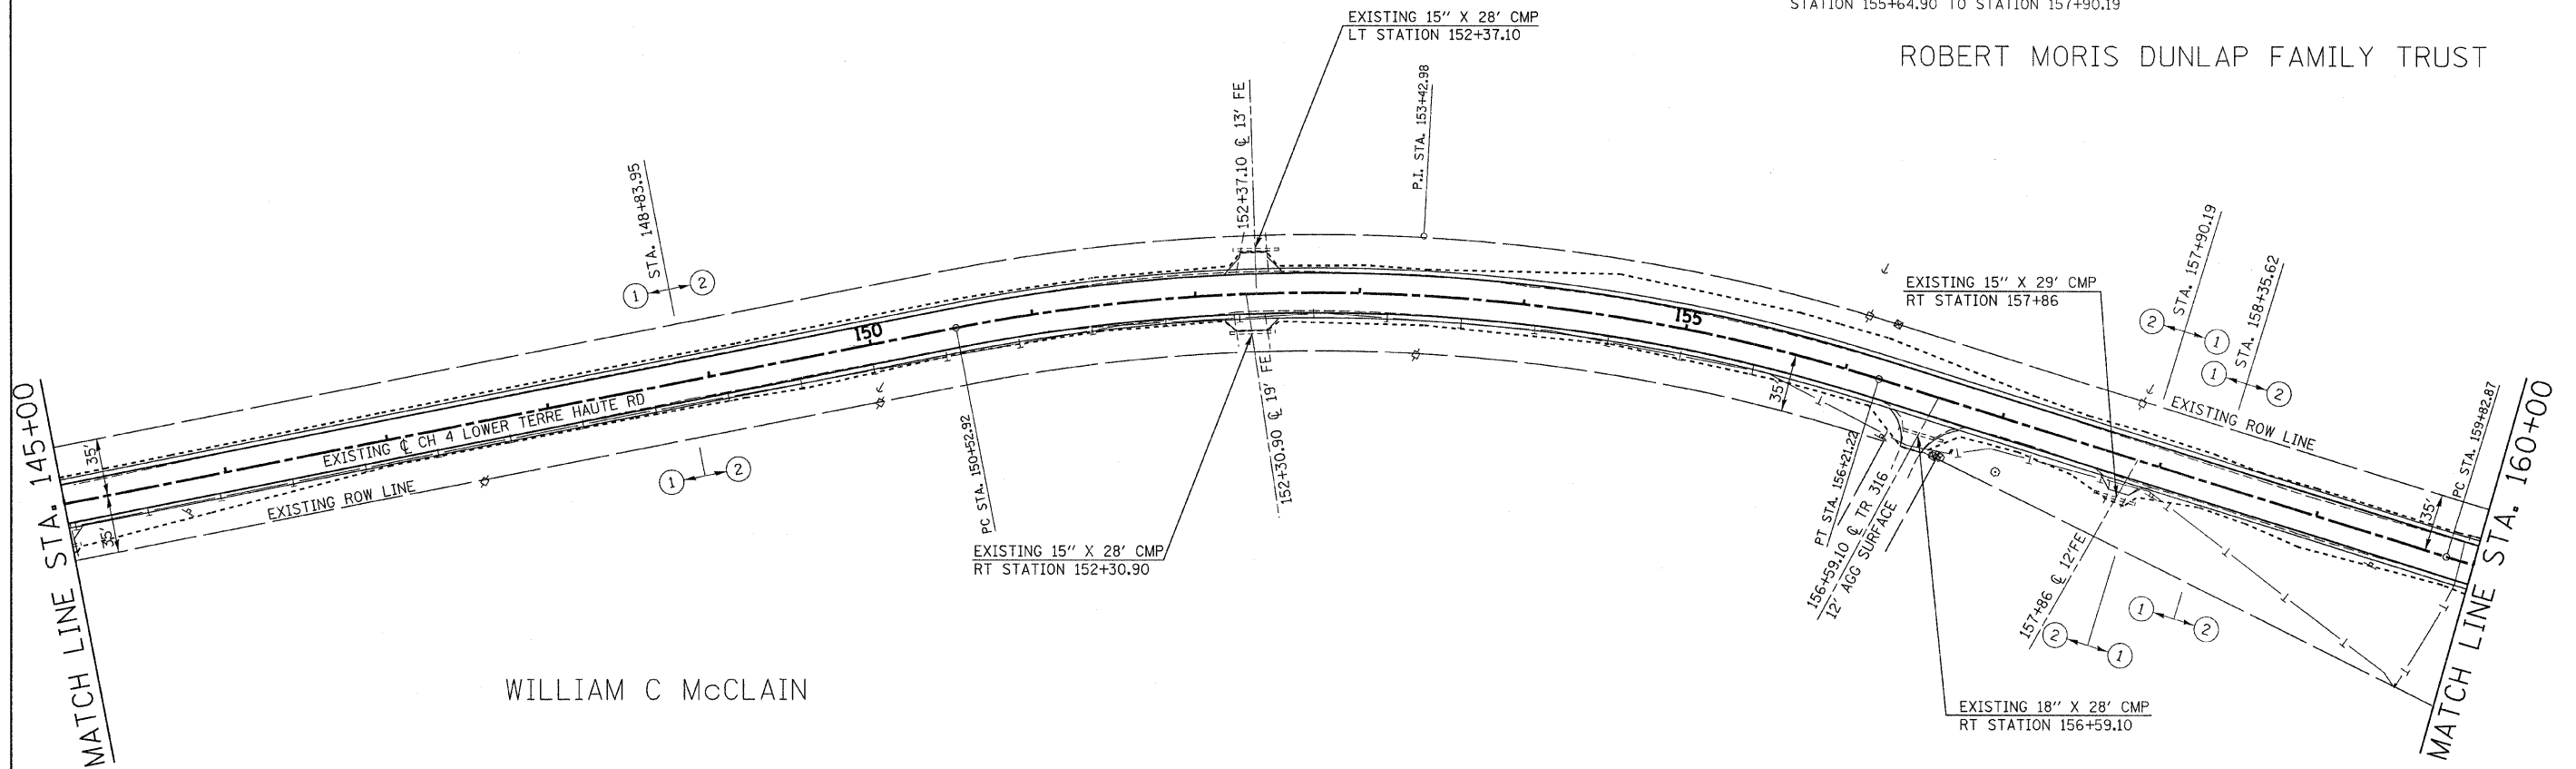 STATION 155+64.90 TO STATION 157+90.19
ROBERT MORIS DUNLAP FAMILY TRUST
EXISTING 15" X 28' CMP
LT STATION 152+37.10
P.I. STA. 153+42.98
152+37.10 ℄ 13' FE
STA. 148+83.95
1 2
150
155
EXISTING 15" X 29' CMP
RT STATION 157+86
STA. 157+90.19
2 1
STA. 158+35.62
1 2
EXISTING ROW LINE
PC STA. 159+82.87
MATCH LINE STA. 145+00
35'
35'
EXISTING ℄ CH 4 LOWER TERRE HAUTE RD
EXISTING ROW LINE
1 2
PC STA. 150+52.92
152+30.90 ℄ 19' FE
EXISTING 15" X 28' CMP
RT STATION 152+30.90
35'
PT STA. 156+21.22
156+59.10 ℄ TR 316
12' AGG SURFACE
157+86 ℄ 12'FE
2 1
1 2
35'
MATCH LINE STA. 160+00
WILLIAM C McCLAIN
EXISTING 18" X 28' CMP
RT STATION 156+59.10